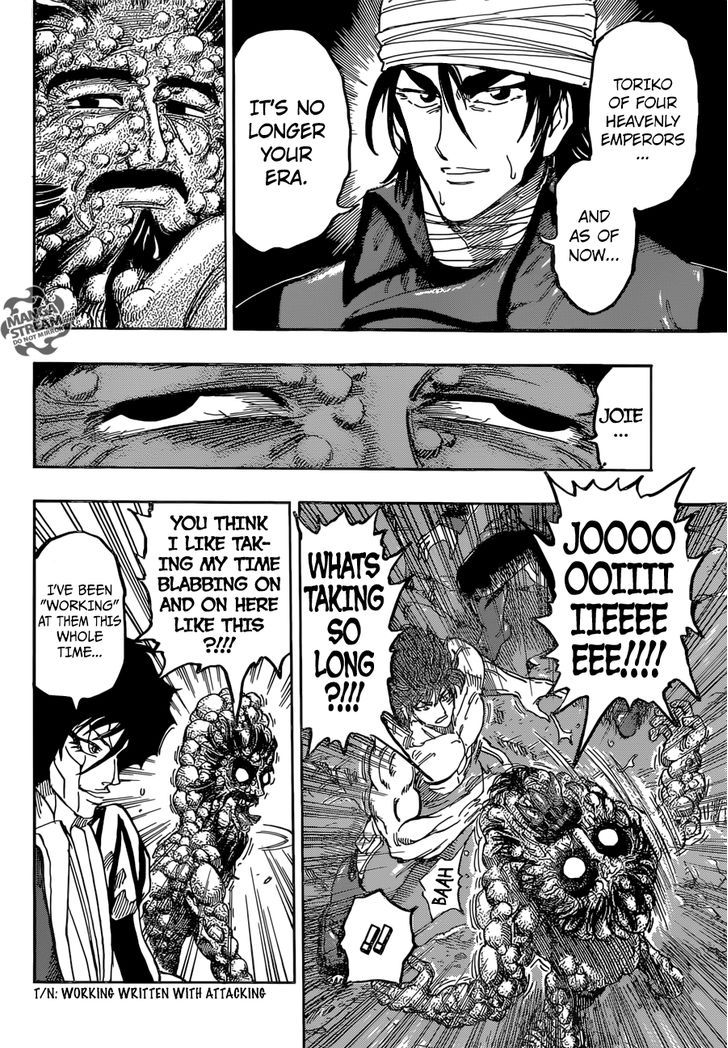 TORIKO
OF FOUR
HEAVENLY
EMPERORS
...
AND
AS OF
NOW...
IT'S NO
LONGER
YOUR
ERA.
MANGA
STREAM.com
DO NOT MIRROR
JOIE
...
JOOOO
OOIIII
IIEEEE
EEE!!!!
WHATS
TAKING
SO
LONG
?!!!
BAAH
!!
YOU THINK
I LIKE TAK-
ING MY TIME
BLABBING ON
AND ON HERE
LIKE THIS
?!!!
I'VE BEEN
"WORKING"
AT THEM THIS
WHOLE
TIME...
T/N: WORKING WRITTEN WITH ATTACKING